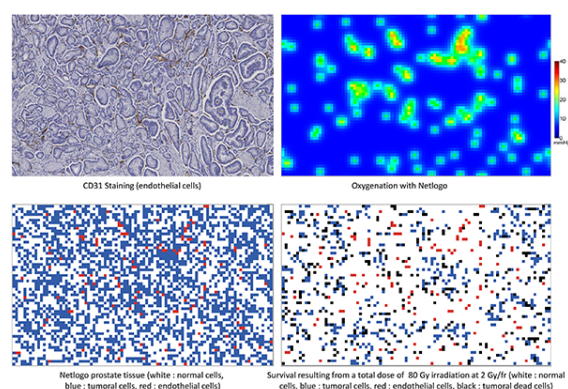 CD31 Staining (endothelial cells)
Oxygenation with Netlogo
40
30
20
10
0
mmHg
Netlogo prostate tissue (white : normal cells,
blue : tumoral cells, red : endothelial cells)
Survival resulting from a total dose of 80 Gy irradiation at 2 Gy/fr (white : normal
cells, blue : tumoral cells, red : endothelial cells, black : tumoral dead cells)